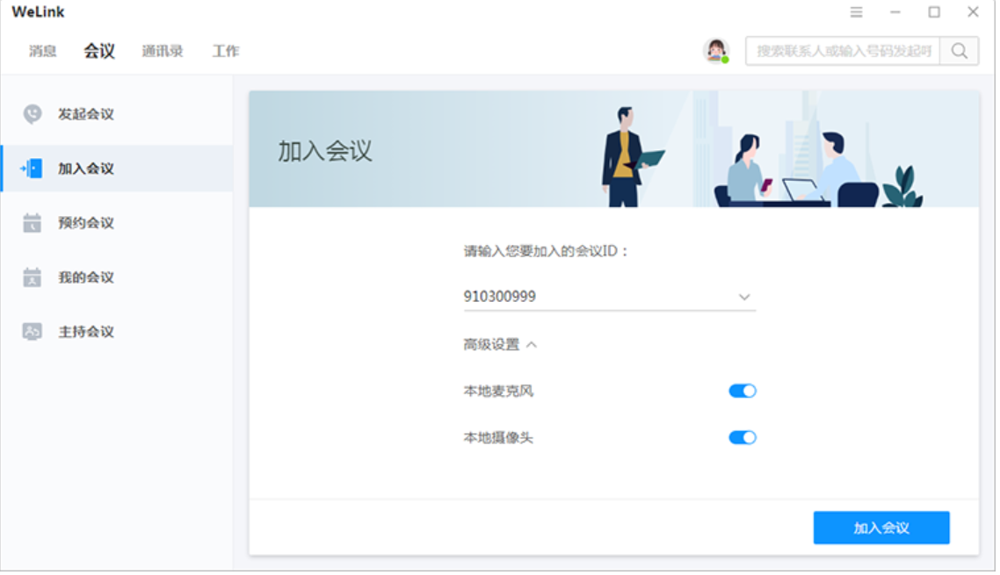 WeLink
消息 会议 通讯录 工作
搜索联系人或输入号码发起呼
发起会议
加入会议
预约会议
我的会议
主持会议
加入会议
请输入您要加入的会议ID：
910300999
高级设置
本地麦克风
本地摄像头
加入会议